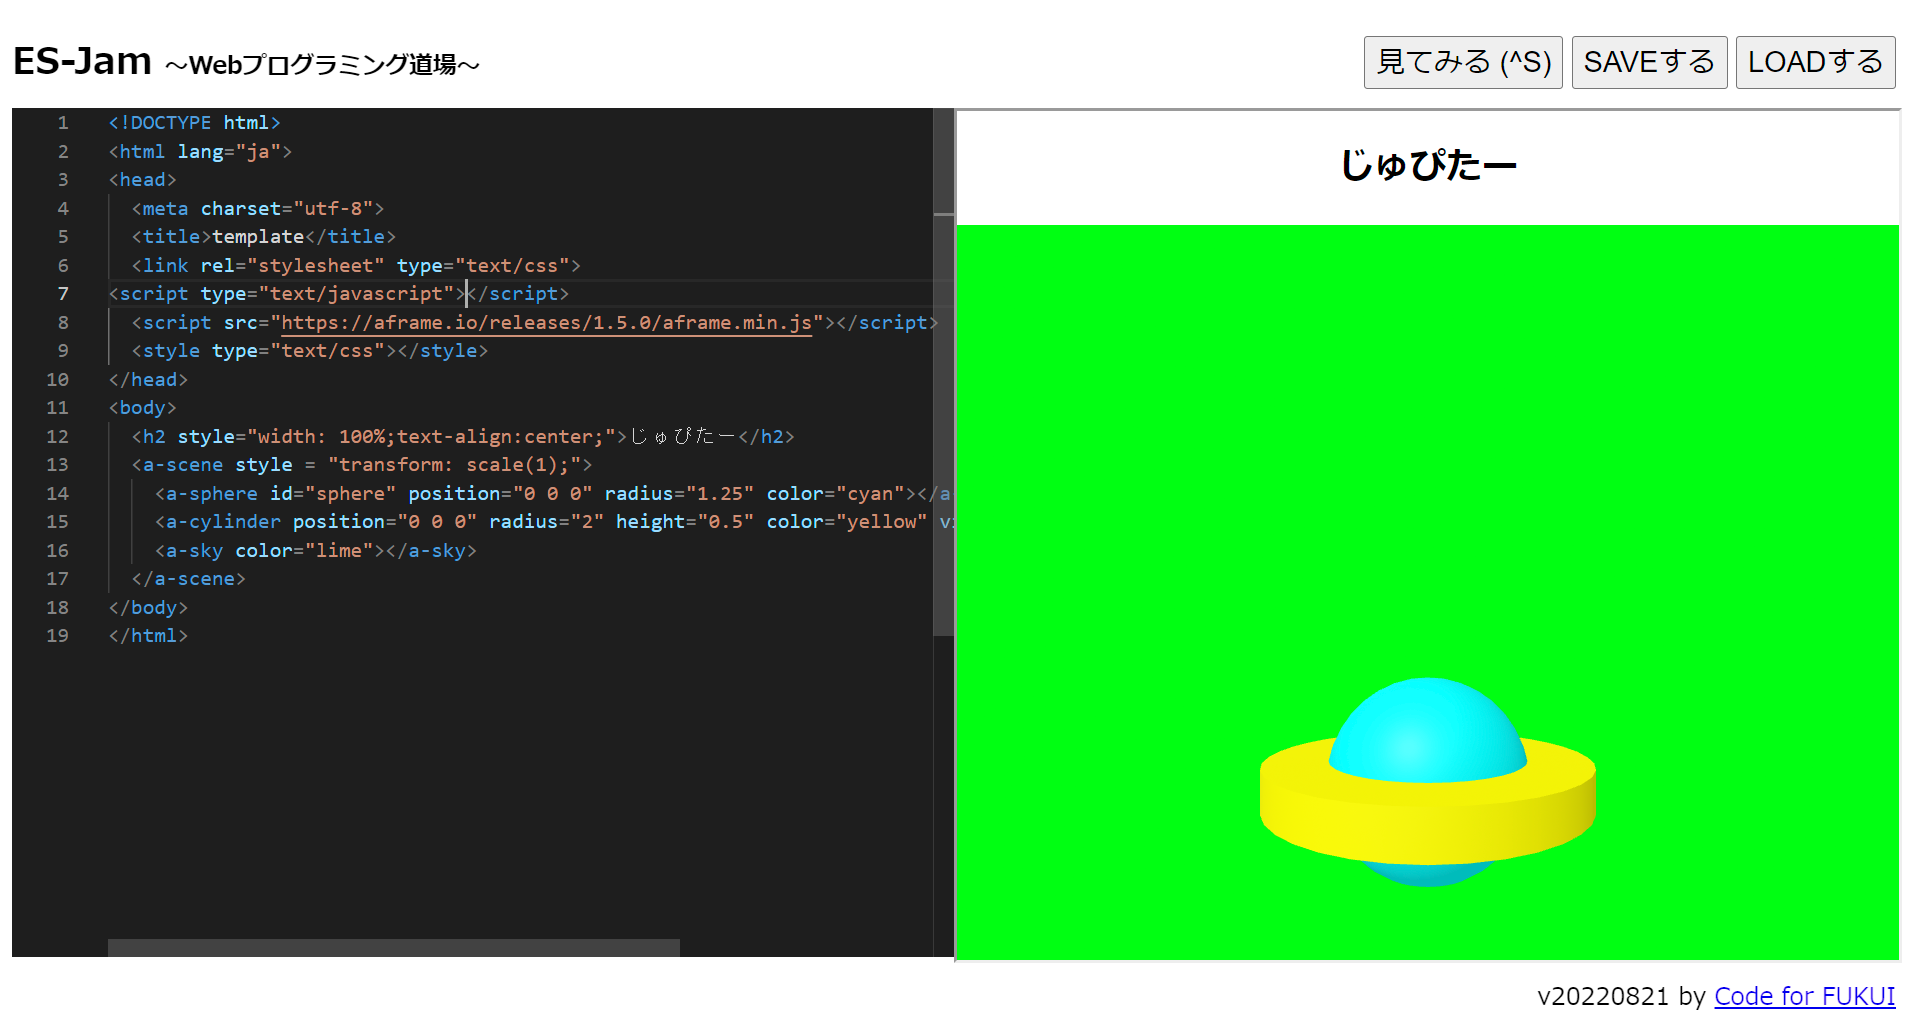 ES-Jam ～Webプログラミング道場～
見てみる (^S) SAVEする LOADする
1 <!DOCTYPE html>
2 <html lang="ja">
3 <head>
4 <meta charset="utf-8">
5 <title>template</title>
6 <link rel="stylesheet" type="text/css">
7 <script type="text/javascript"></script>
8 <script src="https://aframe.io/releases/1.5.0/aframe.min.js"></script>
9 <style type="text/css"></style>
10 </head>
11 <body>
12 <h2 style="width: 100%;text-align:center;">じゅぴたー</h2>
13 <a-scene style = "transform: scale(1);">
14 <a-sphere id="sphere" position="0 0 0" radius="1.25" color="cyan"></a
15 <a-cylinder position="0 0 0" radius="2" height="0.5" color="yellow"
16 <a-sky color="lime"></a-sky>
17 </a-scene>
18 </body>
19 </html>
じゅぴたー
v20220821 by Code for FUKUI